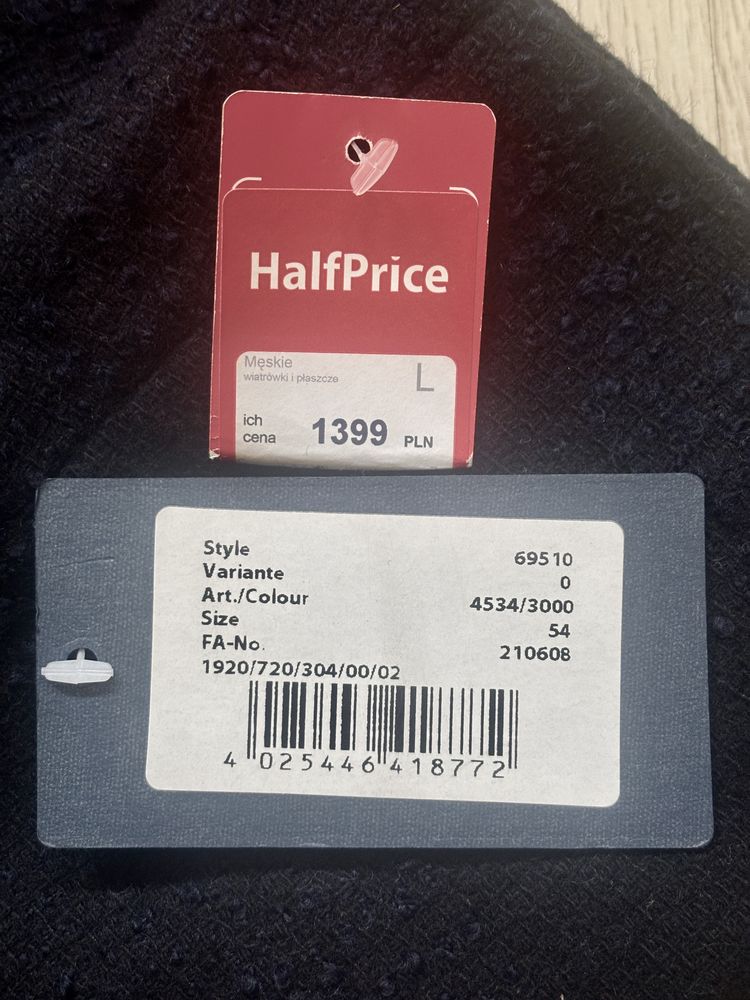 HalfPrice
Męskie
wiatrówki i płaszcze
L
ich
cena
1399 PLN
Style 69510
Variante 0
Art./Colour 4534/3000
Size 54
FA-No. 210608
1920/720/304/00/02
4 025446 418772